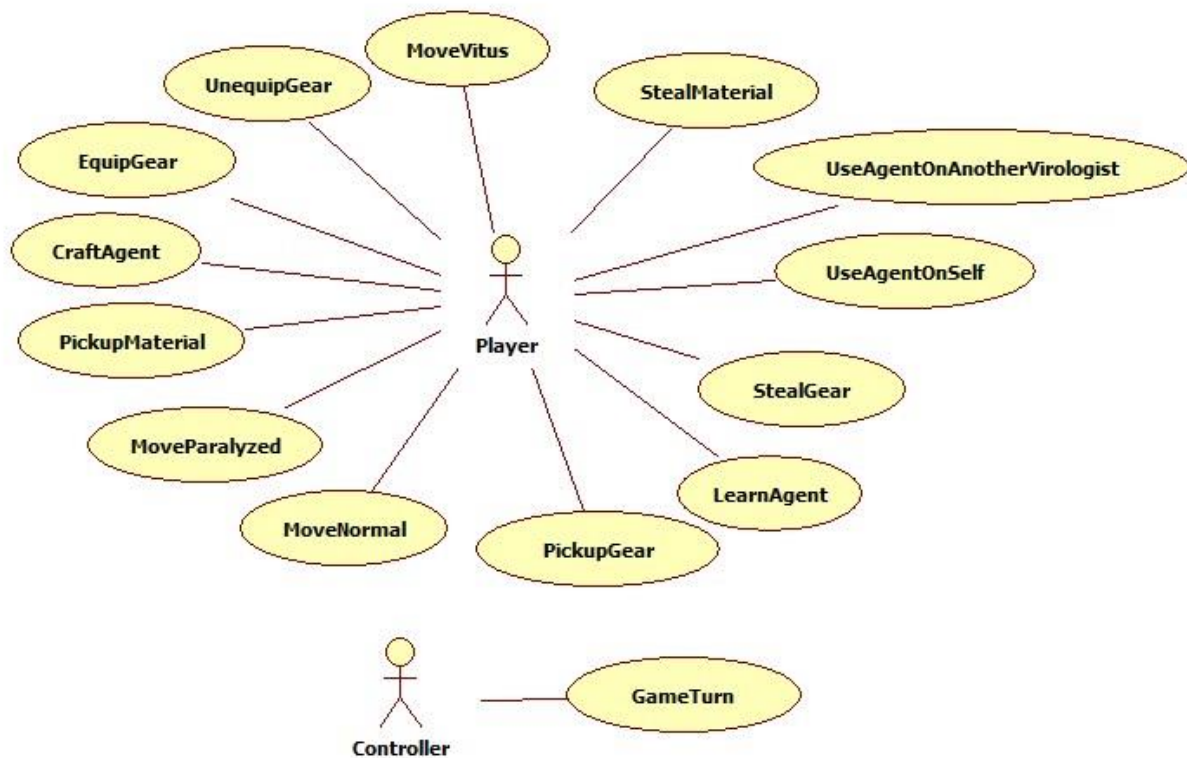 MoveVitus
UnequipGear
StealMaterial
EquipGear
UseAgentOnAnotherVirologist
CraftAgent
UseAgentOnSelf
PickupMaterial
Player
StealGear
MoveParalyzed
LearnAgent
MoveNormal
PickupGear
GameTurn
Controller